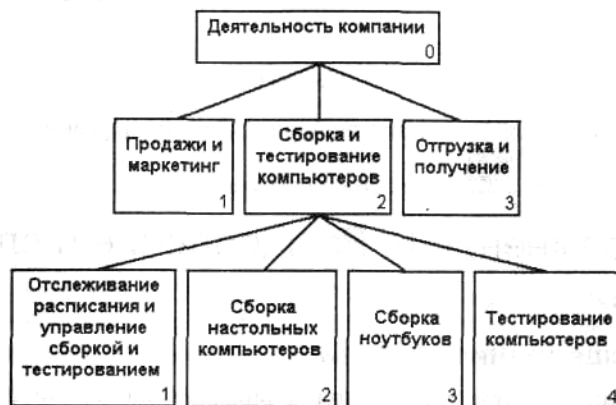 Деятельность компании
0
Продажи и
маркетинг
1
Сборка и
тестирование
компьютеров
2
Отгрузка и
получение
3
Отслеживание
расписания и
управление
сборкой и
тестированием
1
Сборка
настольных
компьютеров
2
Сборка
ноутбуков
3
Тестирование
компьютеров
4